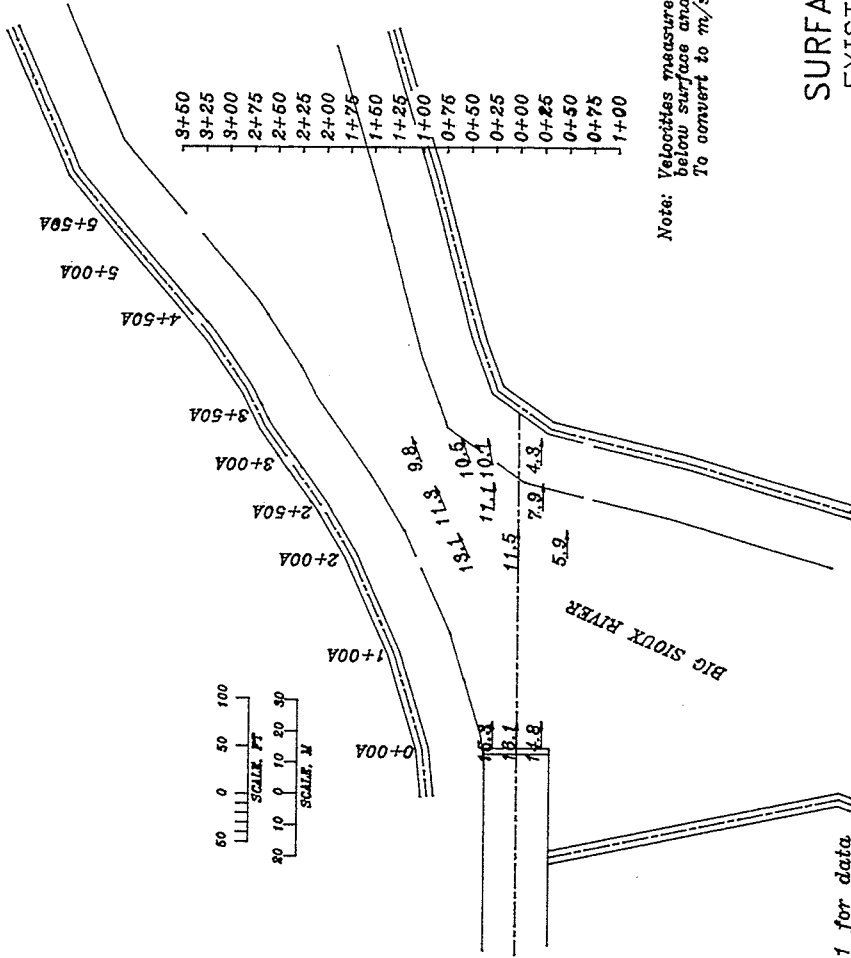 3+50
3+25
3+00
2+75
2+50
2+25
2+00
1+75
1+50
1+25
1+00
0+75
0+50
0+25
0+00
0+25
0+50
0+75
1+00
5+50A
5+00A
4+50A
3+50A
3+00A
2+50A
2+00A
1+00A
0+00A
9.8
11.3
10.5
13.1
10.1
11.1
11.5
4.3
7.9
5.9
13.1
14.8
BIG SIOUX RIVER
50 0 50 100
SCALE, FT
20 10 0 10 20 30
SCALE, M
Note: Velocities measure
below surface and
To convert to m/s
SURFA
EXIST
1 for data